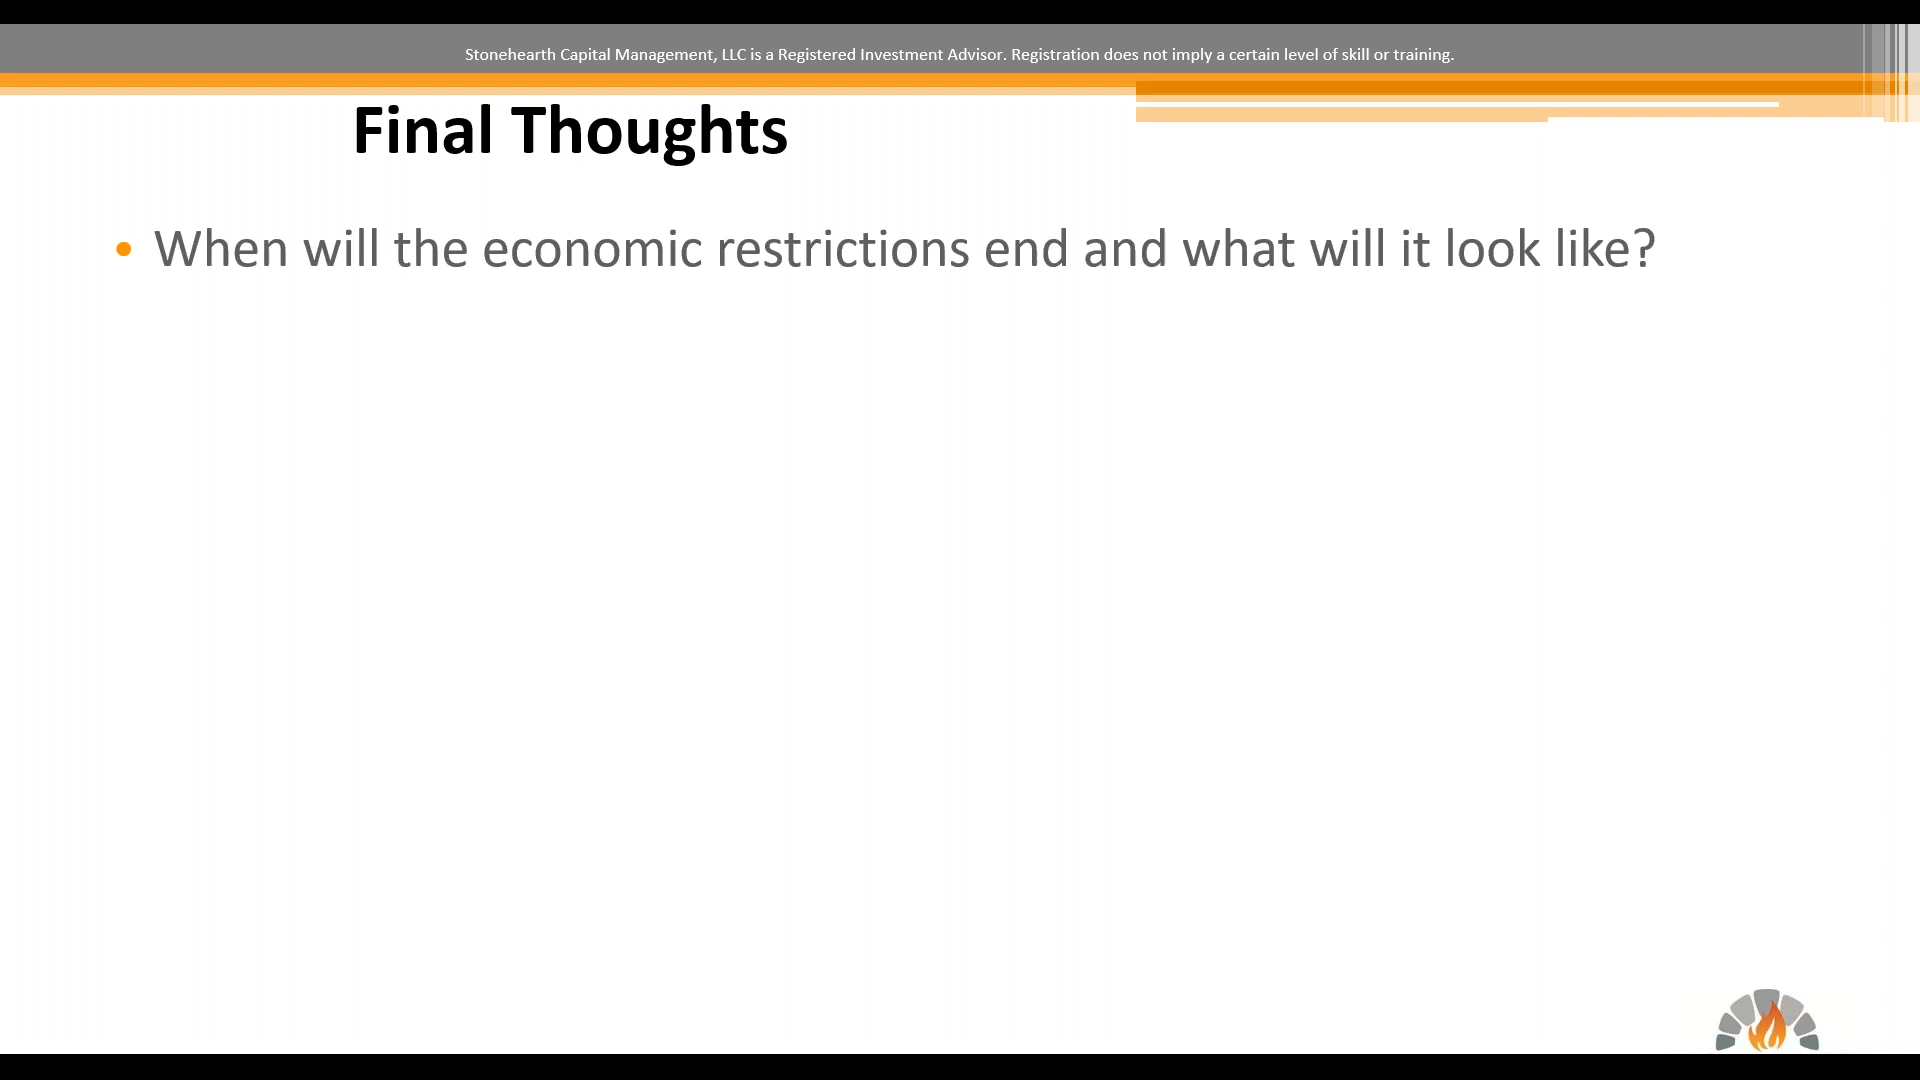 Stonehearth Capital Management, LLC is a Registered Investment Advisor. Registration does not imply a certain level of skill or training.
Final Thoughts
• When will the economic restrictions end and what will it look like?